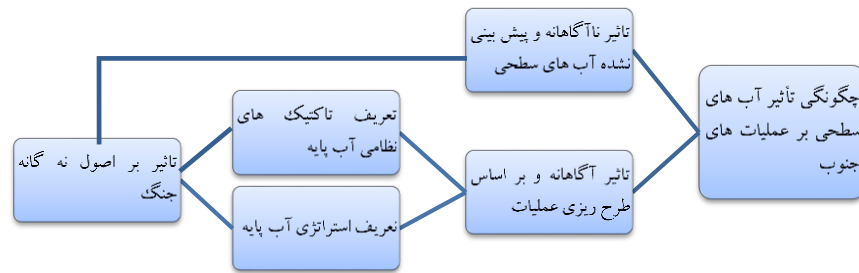 چگونگی تأثیر آب های
سطحی بر عملیات های
جنوب
تاثیر ناآگاهانه و پیش بینی
نشده آب های سطحی
تاثیر آگاهانه و بر اساس
طرح ریزی عملیات
تعریف تاکتیک های
نظامی آب پایه
تعریف استراتژی آب پایه
تاثیر بر اصول نه گانه
جنگ